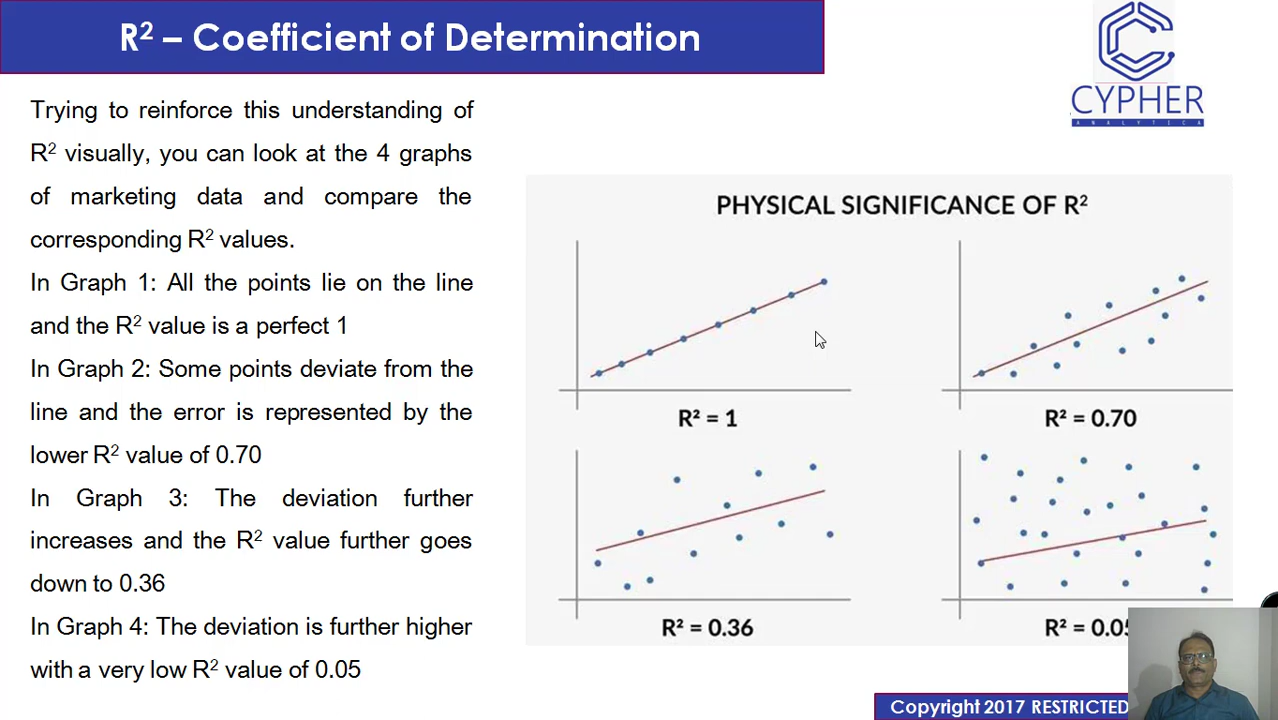 R² – Coefficient of Determination
CYPHER
ANALYTICA
Trying to reinforce this understanding of
R² visually, you can look at the 4 graphs
of marketing data and compare the
corresponding R² values.
In Graph 1: All the points lie on the line
and the R² value is a perfect 1
In Graph 2: Some points deviate from the
line and the error is represented by the
lower R² value of 0.70
In Graph 3: The deviation further
increases and the R² value further goes
down to 0.36
In Graph 4: The deviation is further higher
with a very low R² value of 0.05
PHYSICAL SIGNIFICANCE OF R²
R² = 1
R² = 0.70
R² = 0.36
R² = 0.05
Copyright 2017 RESTRICTED